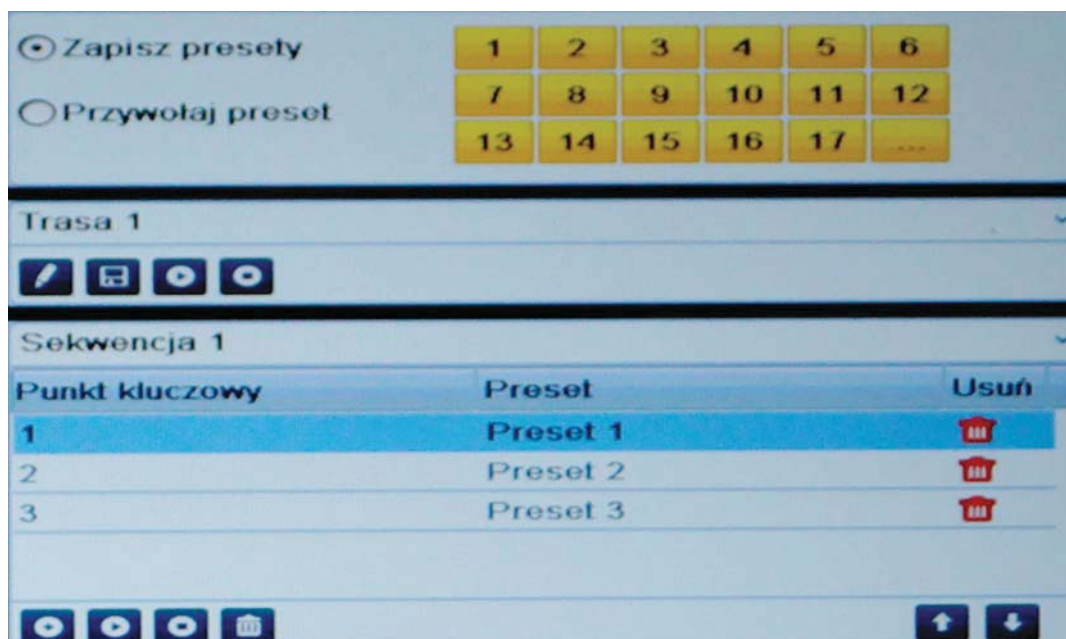 Zapisz presety
1 2 3 4 5 6
Przywołaj preset
7 8 9 10 11 12
13 14 15 16 17 ...
Trasa 1
Sekwencja 1
Punkt kluczowy Preset Usuń
1 Preset 1
2 Preset 2
3 Preset 3